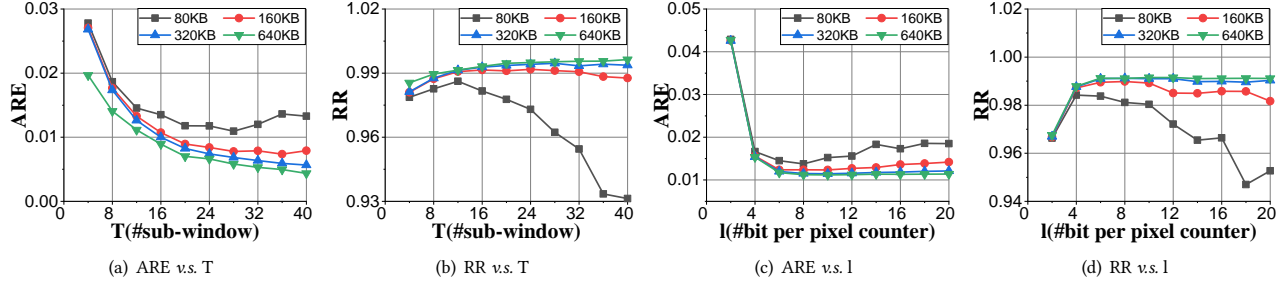 0.03
0.02
0.01
0.00
ARE
80KB 160KB
320KB 640KB
0 8 16 24 32 40
T(#sub-window)
(a) ARE v.s. T
0.99
0.96
0.93
RR
80KB 160KB
320KB 640KB
0 8 16 24 32 40
T(#sub-window)
(b) RR v.s. T
0.05
0.04
0.03
0.02
0.01
ARE
80KB 160KB
320KB 640KB
0 4 8 12 16 20
l(#bit per pixel counter)
(c) ARE v.s. l
1.00
0.98
0.96
0.94
RR
80KB 160KB
320KB 640KB
0 4 8 12 16 20
l(#bit per pixel counter)
(d) RR v.s. l